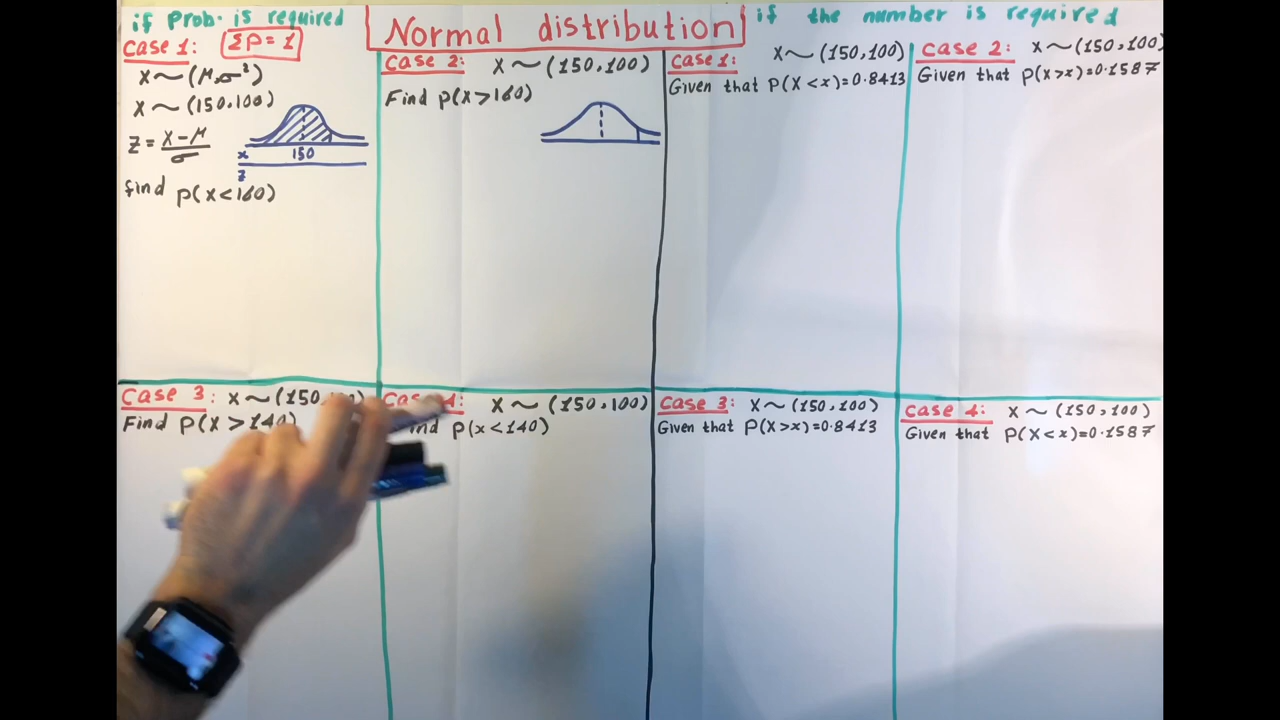 if Prob. is required
Normal distribution
if the number is required
Case 1: ΣP=1
X~(μ,σ²)
X~(150,100)
Z=X-μ/σ
x 150
z
find P(X<160)
Case 2: X~(150,100)
Find P(X>160)
Case 1: X~(150,100)
Given that P(X<x)=0.8413
Case 2: X~(150,100)
Given that P(X>x)=0.1587
Case 3: X~(150,
Find P(X>140)
X~(150,100)
P(X<140)
Case 3: X~(150,100)
Given that P(X>x)=0.8413
Case 4: X~(150,100)
Given that P(X<x)=0.1587